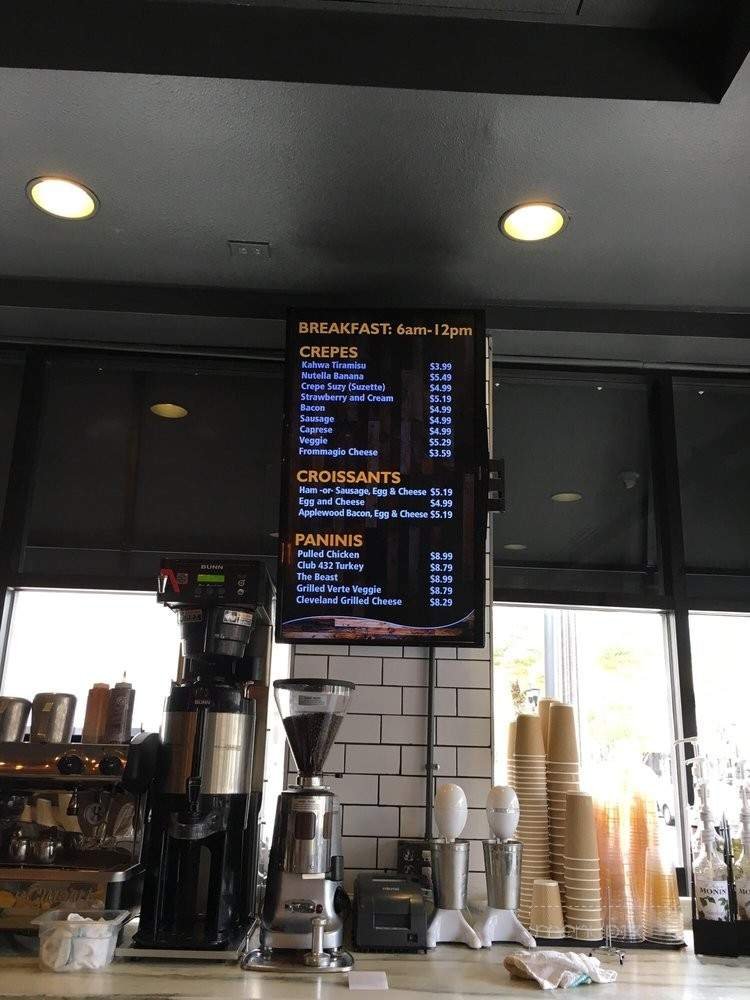 BREAKFAST: 6am-12pm
CREPES
Kahwa Tiramisu $3.99
Nutella Banana $5.49
Crepe Suzy (Suzette) $4.99
Strawberry and Cream $5.19
Bacon $4.99
Sausage $4.99
Caprese $4.99
Veggie $5.29
Frommagio Cheese $3.59
CROISSANTS
Ham -or- Sausage, Egg & Cheese $5.19
Egg and Cheese $4.99
Applewood Bacon, Egg & Cheese $5.19
PANINIS
Pulled Chicken $8.99
Club 432 Turkey $8.79
The Beast $8.99
Grilled Verte Veggie $8.79
Cleveland Grilled Cheese $8.29
BUNN
BUNN
MONIN